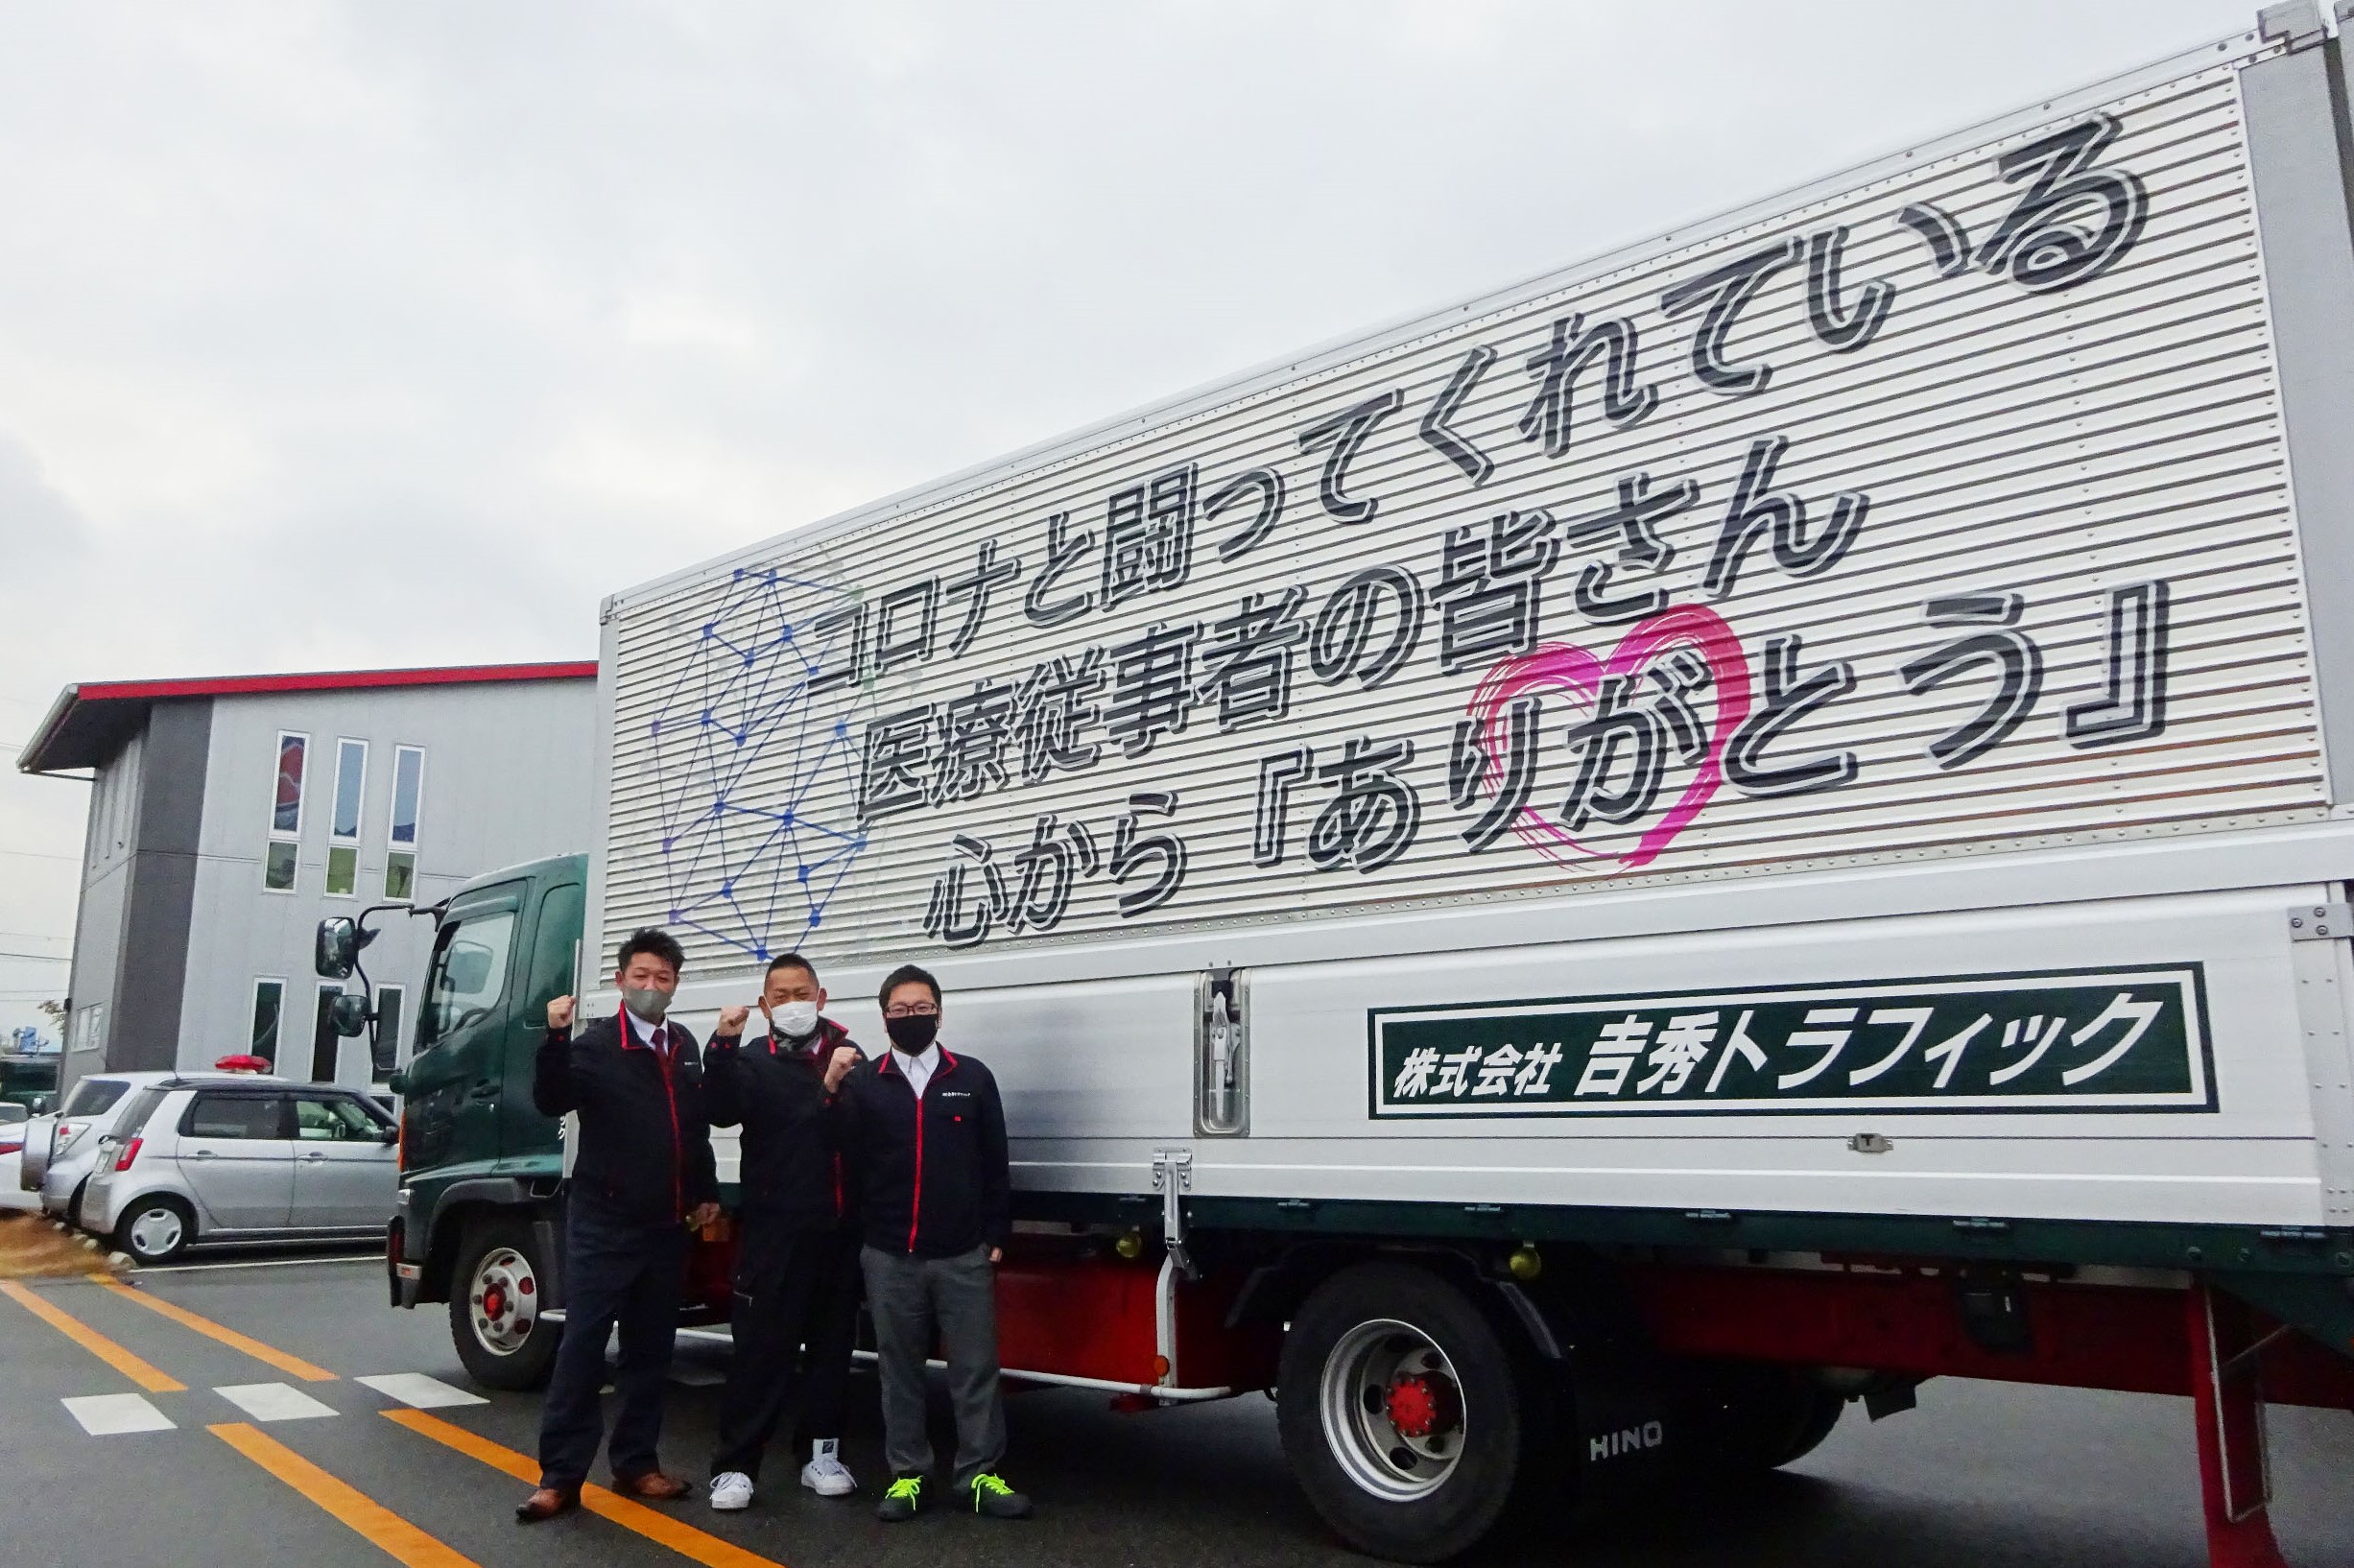 コロナと闘ってくれている
医療従事者の皆さん
心から『ありがとう』
株式会社 吉秀トラフィック
HINO